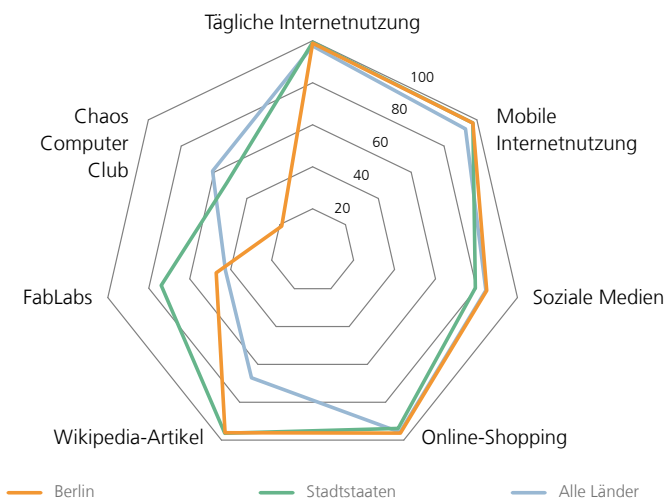 Tägliche Internetnutzung
100
80
60
40
20
Chaos
Computer
Club
Mobile
Internetnutzung
FabLabs
Soziale Medien
Wikipedia-Artikel
Online-Shopping
Berlin
Stadtstaaten
Alle Länder